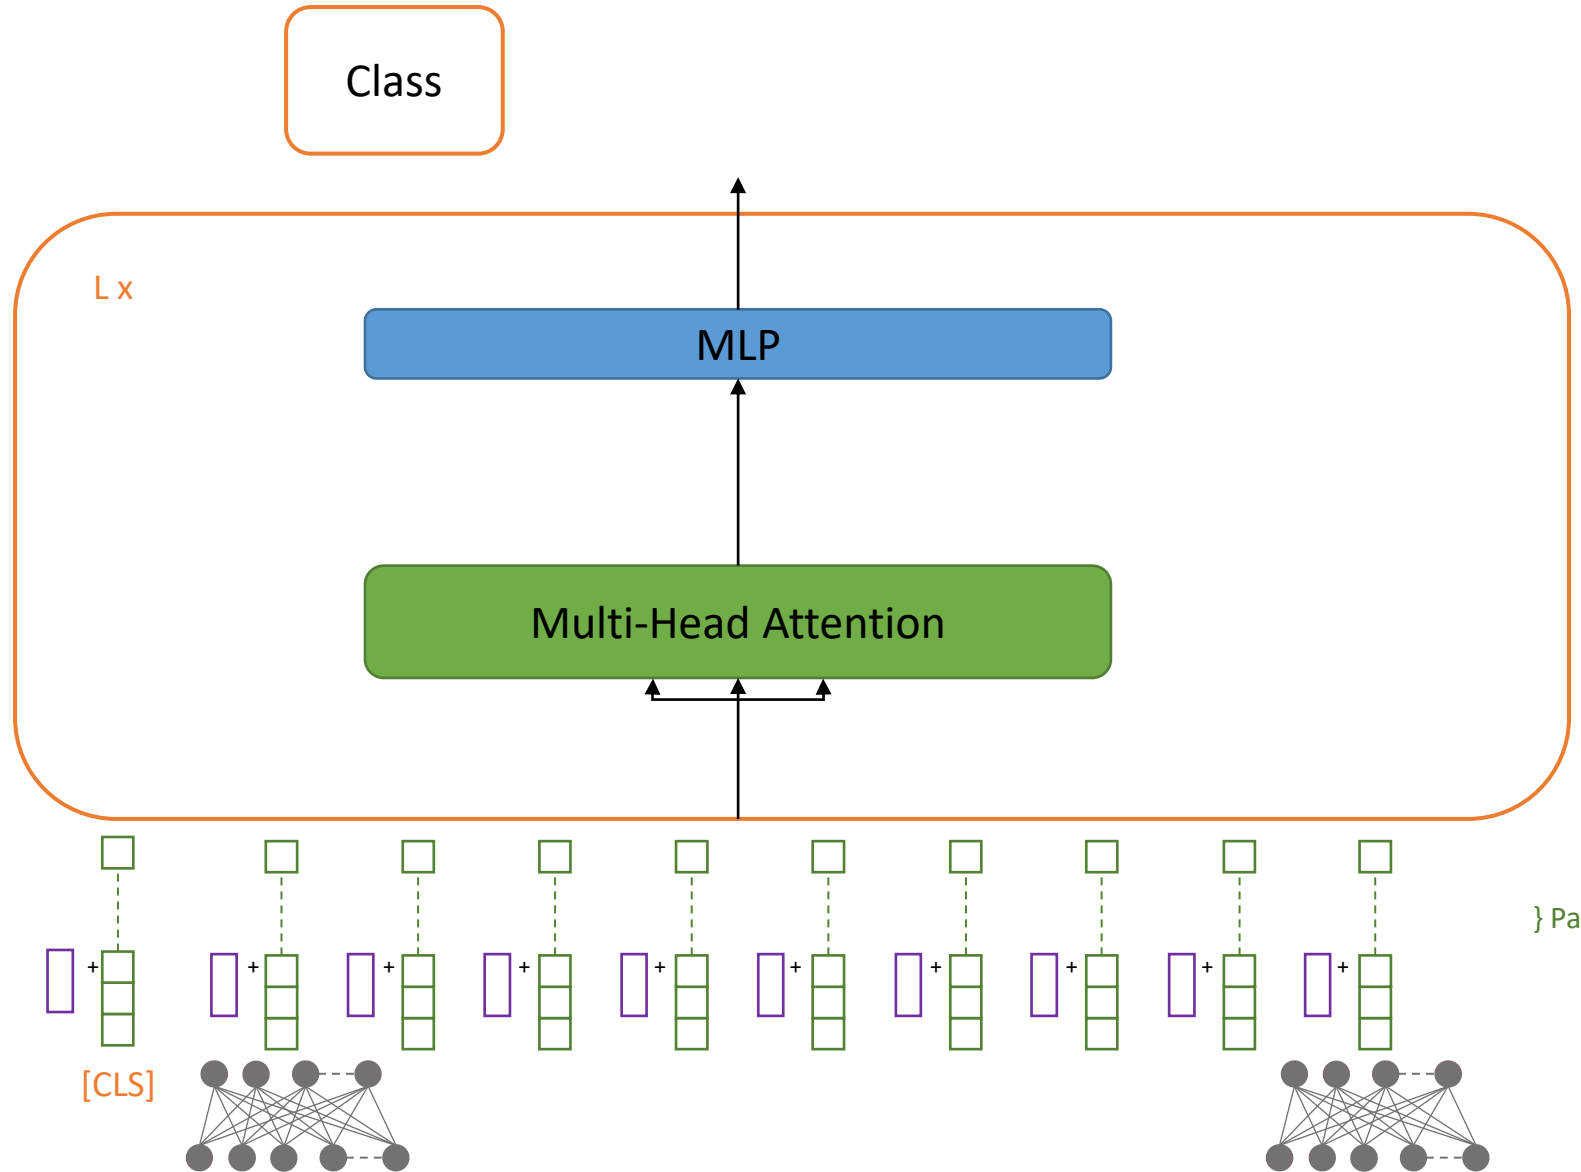 Class
L x
MLP
Multi-Head Attention
} Pa
+ + + + + + + + + +
[CLS]